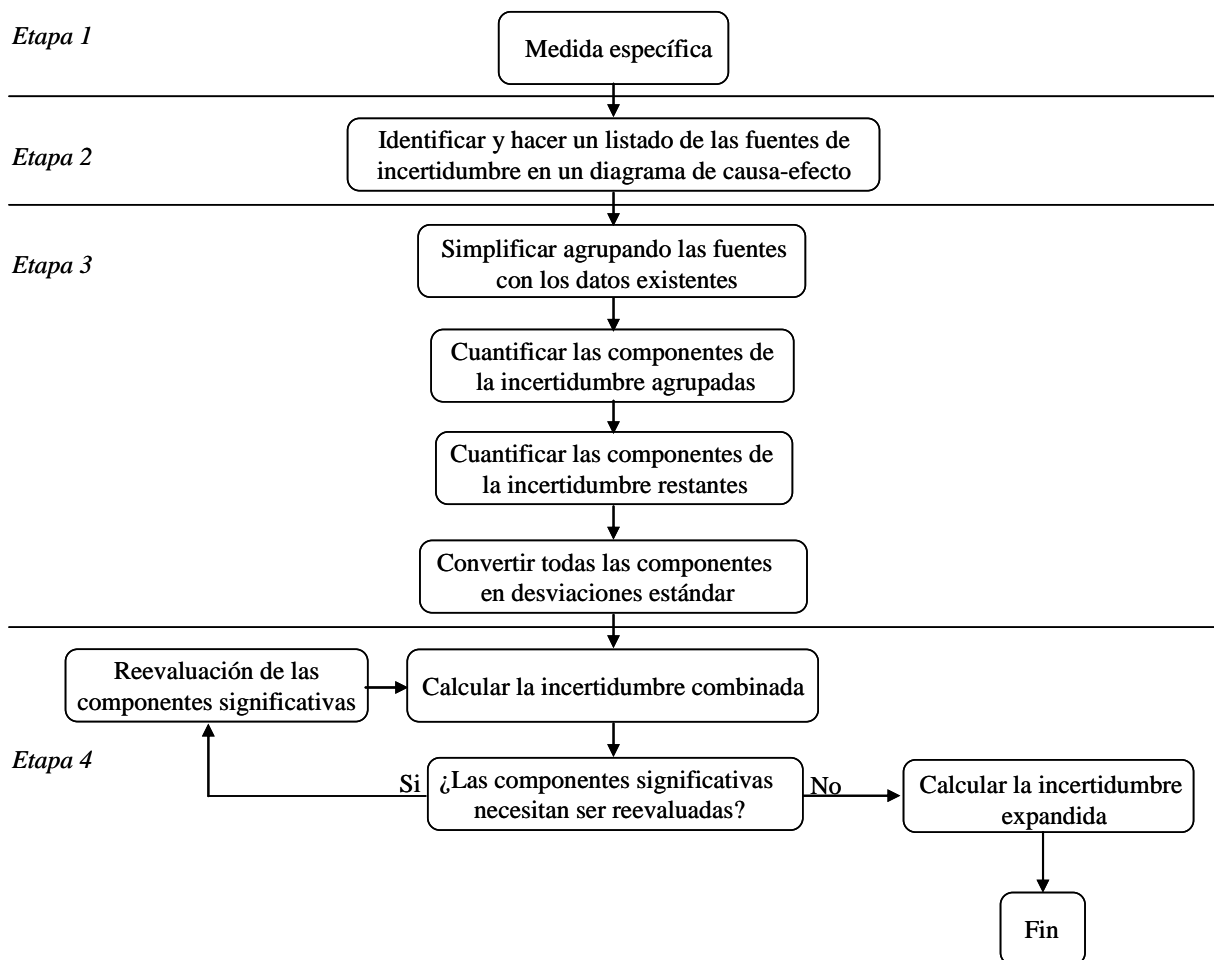 Etapa 1
Medida específica
Etapa 2
Identificar y hacer un listado de las fuentes de
incertidumbre en un diagrama de causa-efecto
Etapa 3
Simplificar agrupando las fuentes
con los datos existentes
Cuantificar las componentes de
la incertidumbre agrupadas
Cuantificar las componentes de
la incertidumbre restantes
Convertir todas las componentes
en desviaciones estándar
Reevaluación de las
componentes significativas
Calcular la incertidumbre combinada
Etapa 4
Si
¿Las componentes significativas
necesitan ser reevaluadas?
No
Calcular la incertidumbre
expandida
Fin